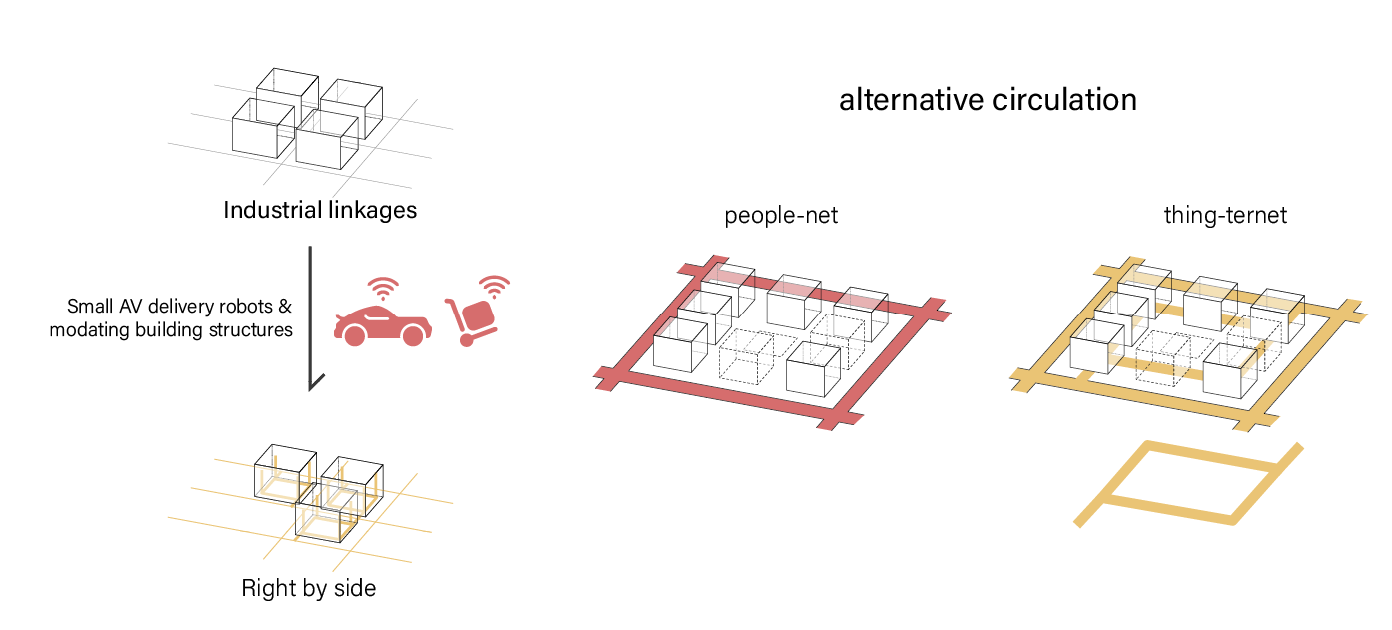 alternative circulation
Industrial linkages
Small AV delivery robots &
modating building structures
Right by side
people-net
thing-ternet